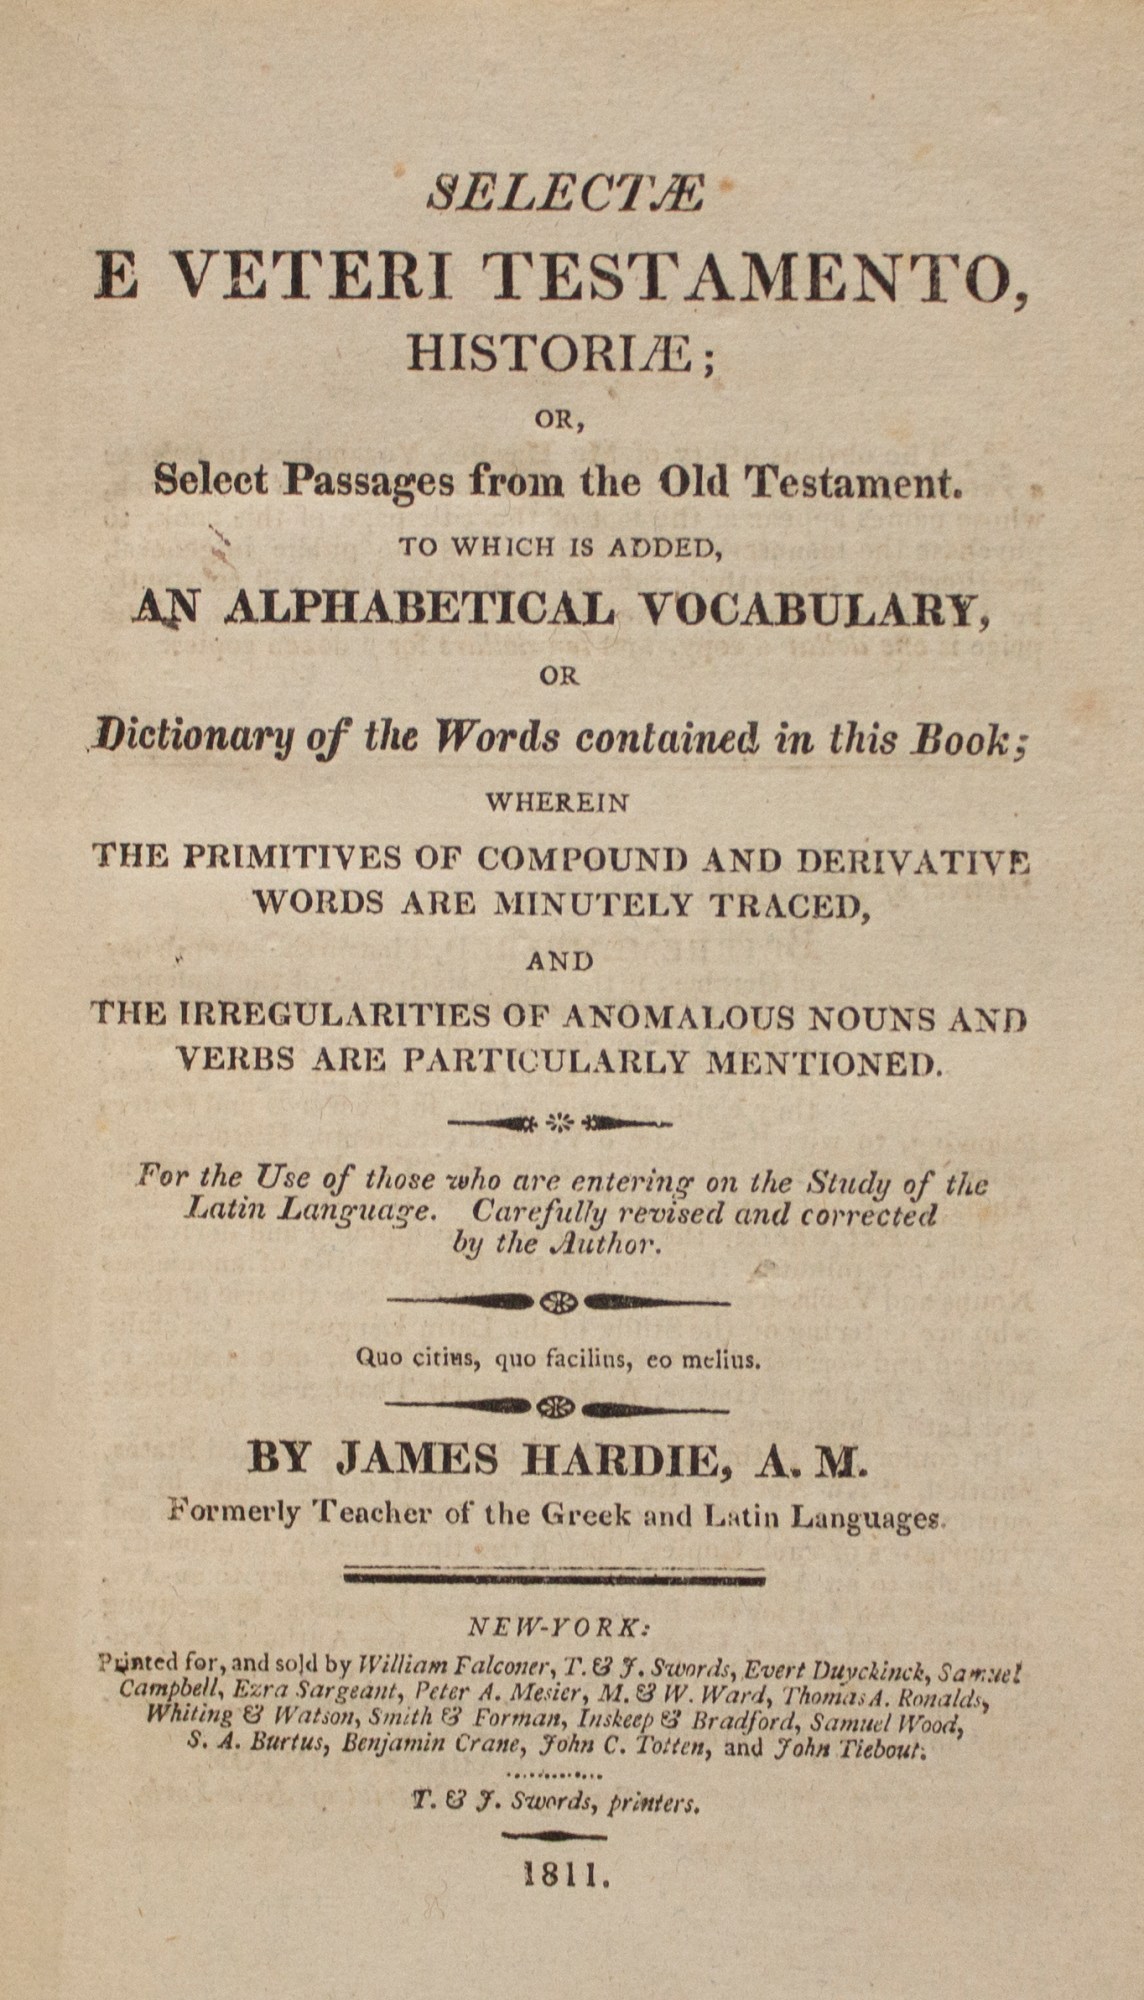 SELECTÆ
E VETERI TESTAMENTO,
HISTORIÆ;
OR,
Select Passages from the Old Testament.
TO WHICH IS ADDED,
AN ALPHABETICAL VOCABULARY,
OR
Dictionary of the Words contained in this Book;
WHEREIN
THE PRIMITIVES OF COMPOUND AND DERIVATIVE
WORDS ARE MINUTELY TRACED,
AND
THE IRREGULARITIES OF ANOMALOUS NOUNS AND
VERBS ARE PARTICULARLY MENTIONED.
For the Use of those who are entering on the Study of the
Latin Language. Carefully revised and corrected
by the Author.
Quo citius, quo facilius, eo melius.
BY JAMES HARDIE, A. M.
Formerly Teacher of the Greek and Latin Languages.
NEW-YORK:
Printed for, and sold by William Falconer, T. & J. Swords, Evert Duyckinck, Samuel
Campbell, Ezra Sargeant, Peter A. Mesier, M. & W. Ward, Thomas A. Ronalds,
Whiting & Watson, Smith & Forman, Inskeep & Bradford, Samuel Wood,
S. A. Burtus, Benjamin Crane, John C. Totten, and John Tiebout.
T. & J. Swords, printers.
1811.